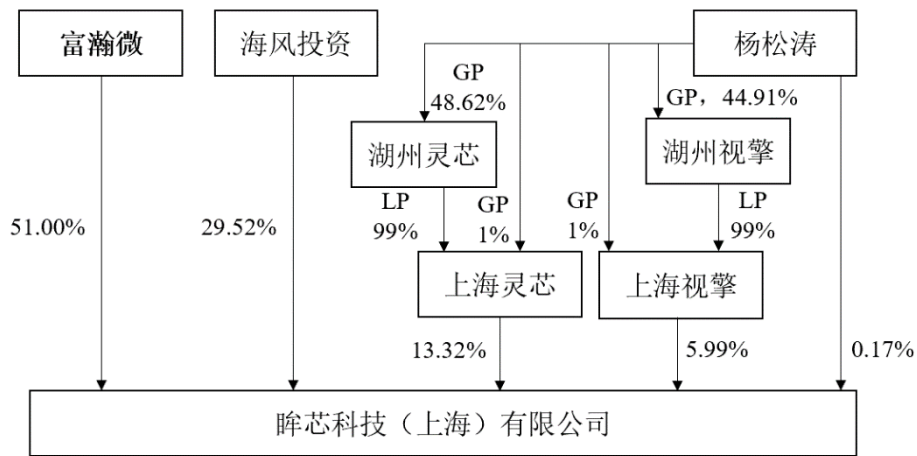 富瀚微
海风投资
杨松涛
GP
48.62%
GP，44.91%
湖州灵芯
湖州视擎
LP
99%
GP
1%
GP
1%
LP
99%
51.00%
29.52%
上海灵芯
上海视擎
13.32%
5.99%
0.17%
眸芯科技（上海）有限公司